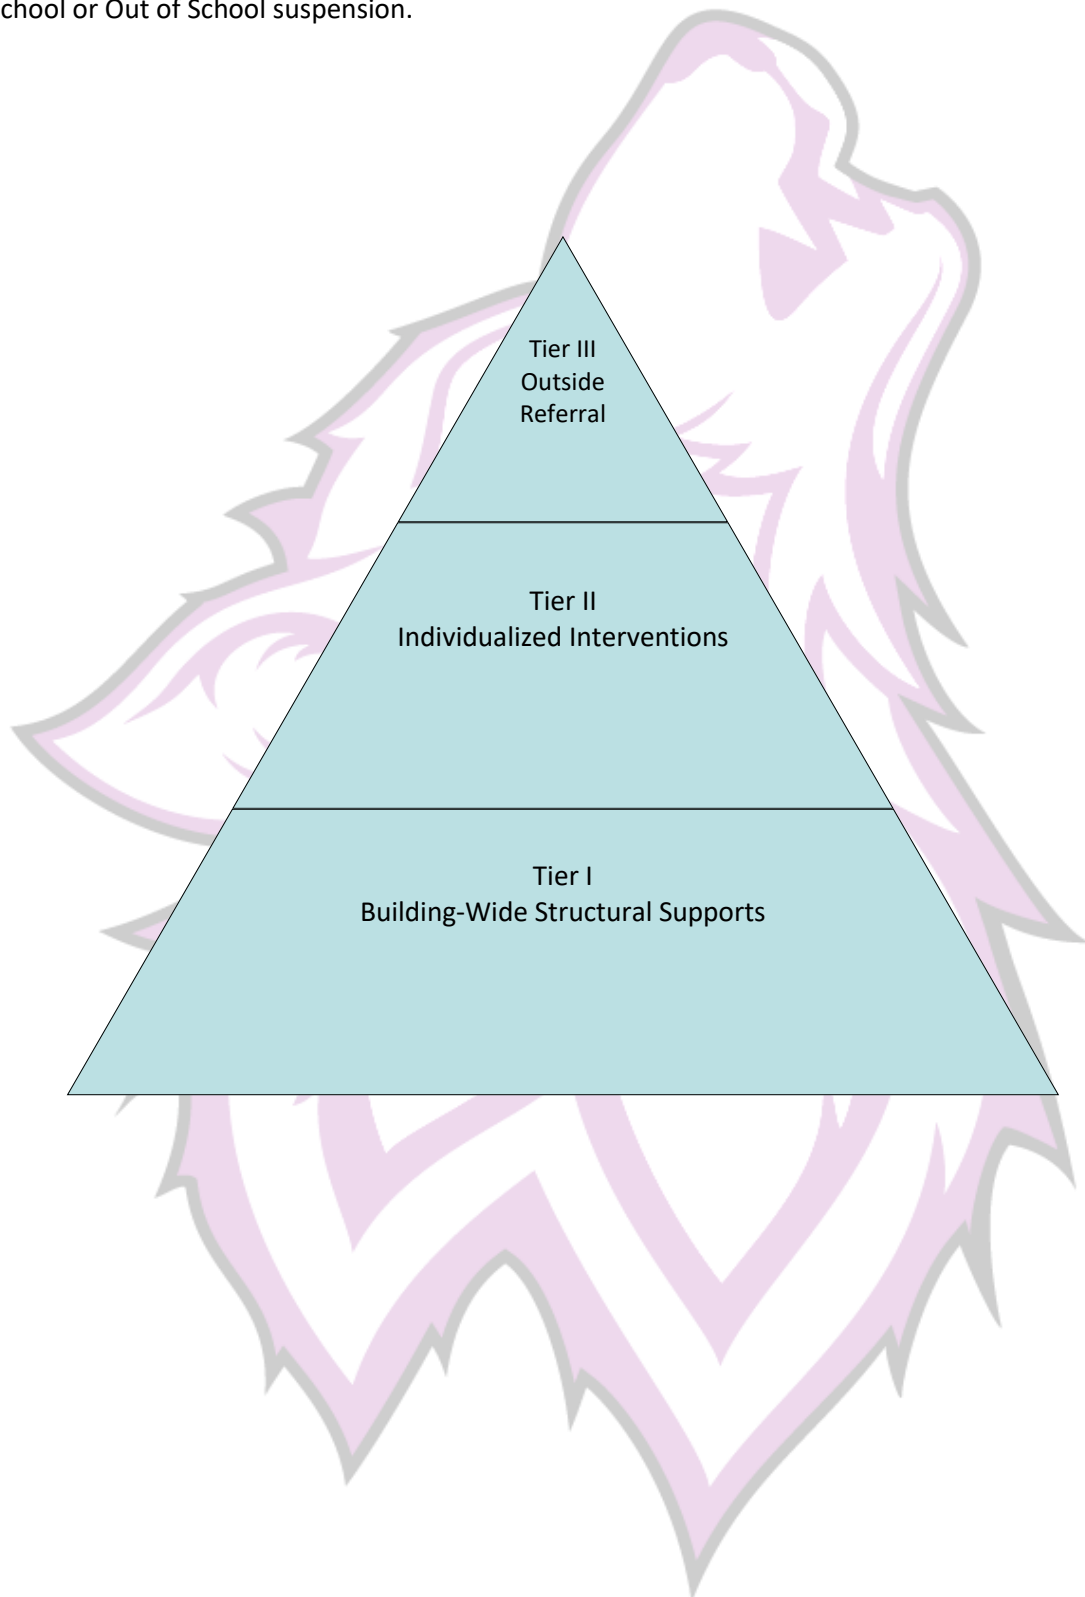 chool or Out of School suspension.
Tier III
Outside
Referral
Tier II
Individualized Interventions
Tier I
Building-Wide Structural Supports